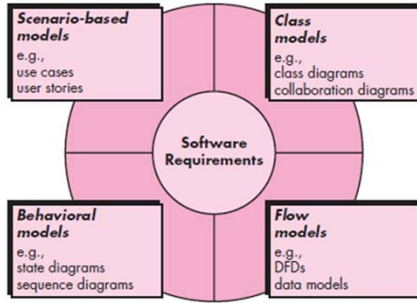 Scenario-based
models
e.g.,
use cases
user stories
Class
models
e.g.,
class diagrams
collaboration diagrams
Software
Requirements
Behavioral
models
e.g.,
state diagrams
sequence diagrams
Flow
models
e.g.,
DFDs
data models